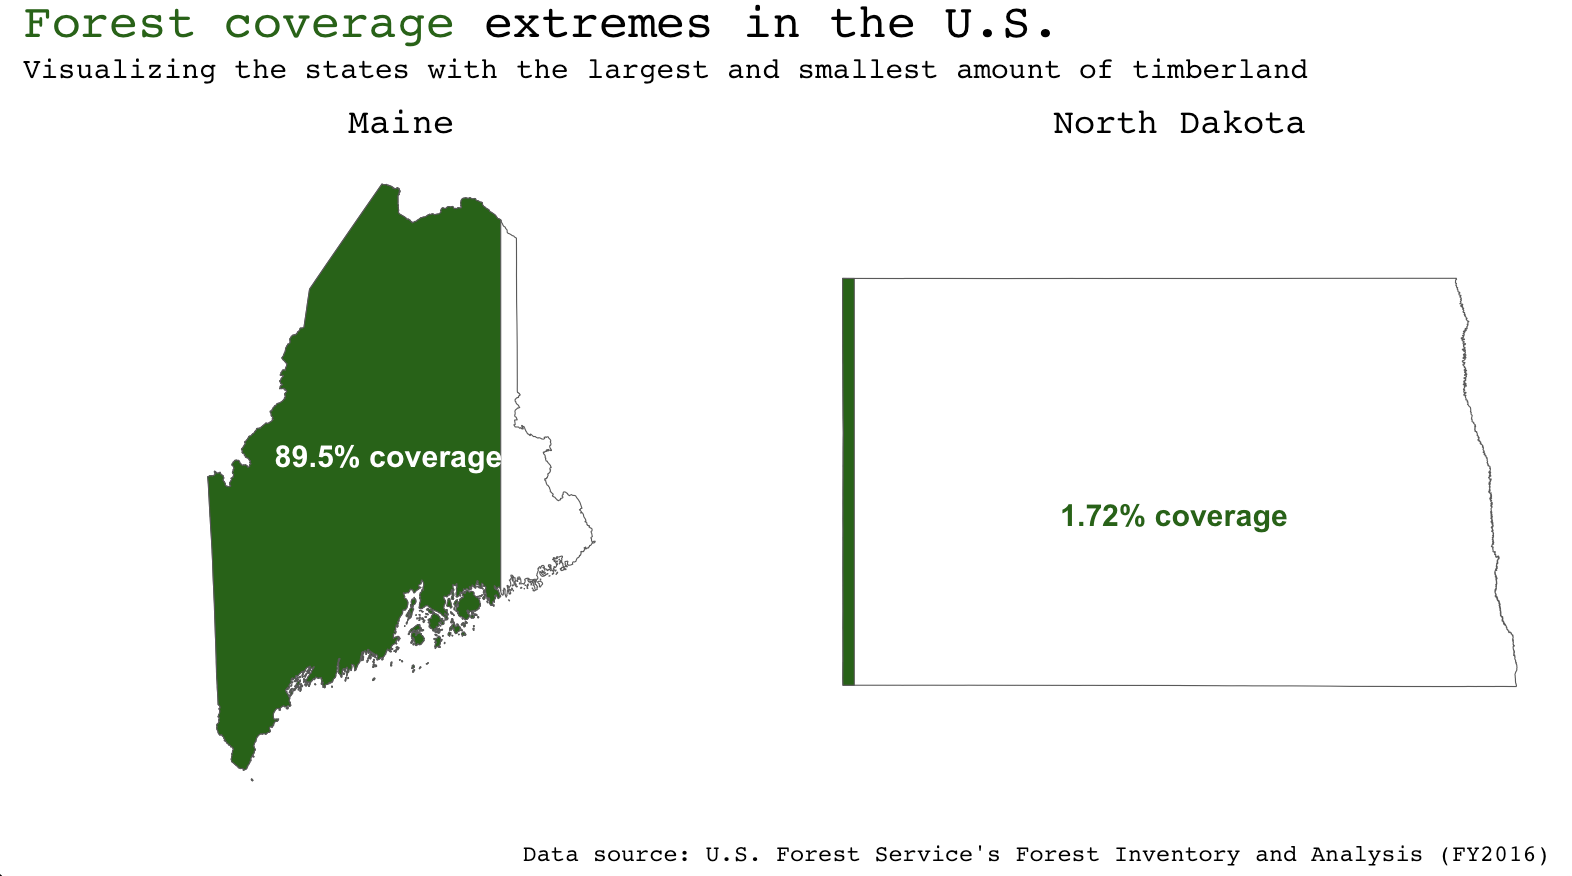 Forest coverage extremes in the U.S.
Visualizing the states with the largest and smallest amount of timberland
Maine
North Dakota
89.5% coverage
1.72% coverage
Data source: U.S. Forest Service's Forest Inventory and Analysis (FY2016)